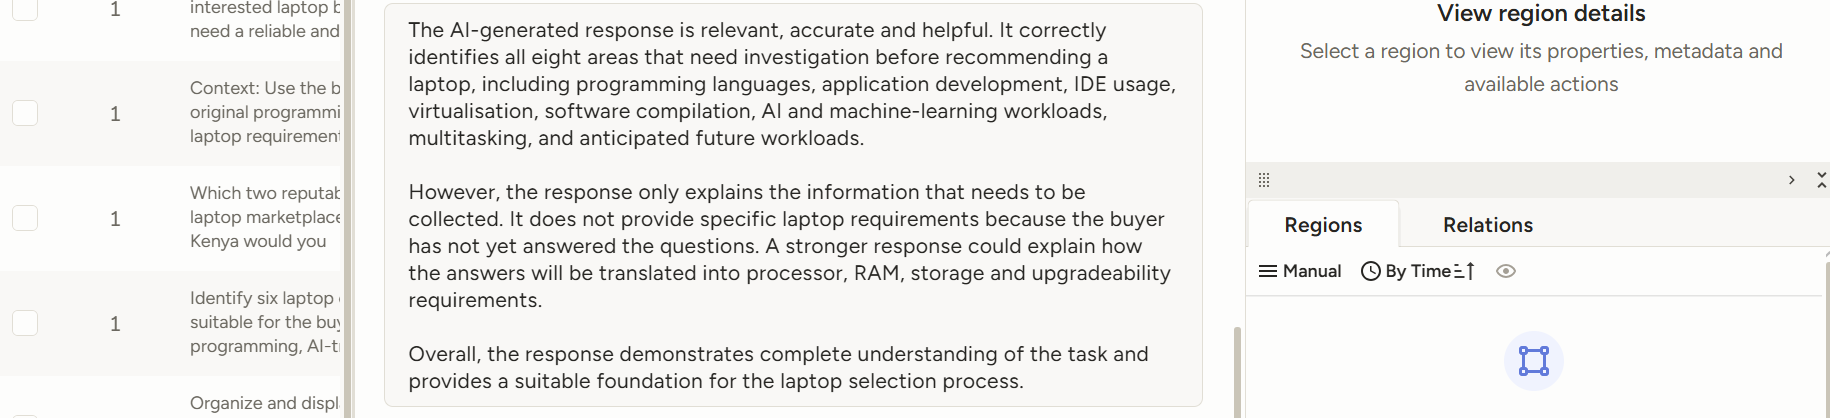 1
interested laptop b
need a reliable and
1
Context: Use the b
original programmi
laptop requirement
1
Which two reputab
laptop marketplace
Kenya would you
1
Identify six laptop
suitable for the buy
programming, AI-t
Organize and displ
The AI-generated response is relevant, accurate and helpful. It correctly
identifies all eight areas that need investigation before recommending a
laptop, including programming languages, application development, IDE usage,
virtualisation, software compilation, AI and machine-learning workloads,
multitasking, and anticipated future workloads.
However, the response only explains the information that needs to be
collected. It does not provide specific laptop requirements because the buyer
has not yet answered the questions. A stronger response could explain how
the answers will be translated into processor, RAM, storage and upgradeability
requirements.
Overall, the response demonstrates complete understanding of the task and
provides a suitable foundation for the laptop selection process.
View region details
Select a region to view its properties, metadata and
available actions
Regions Relations
Manual By Time